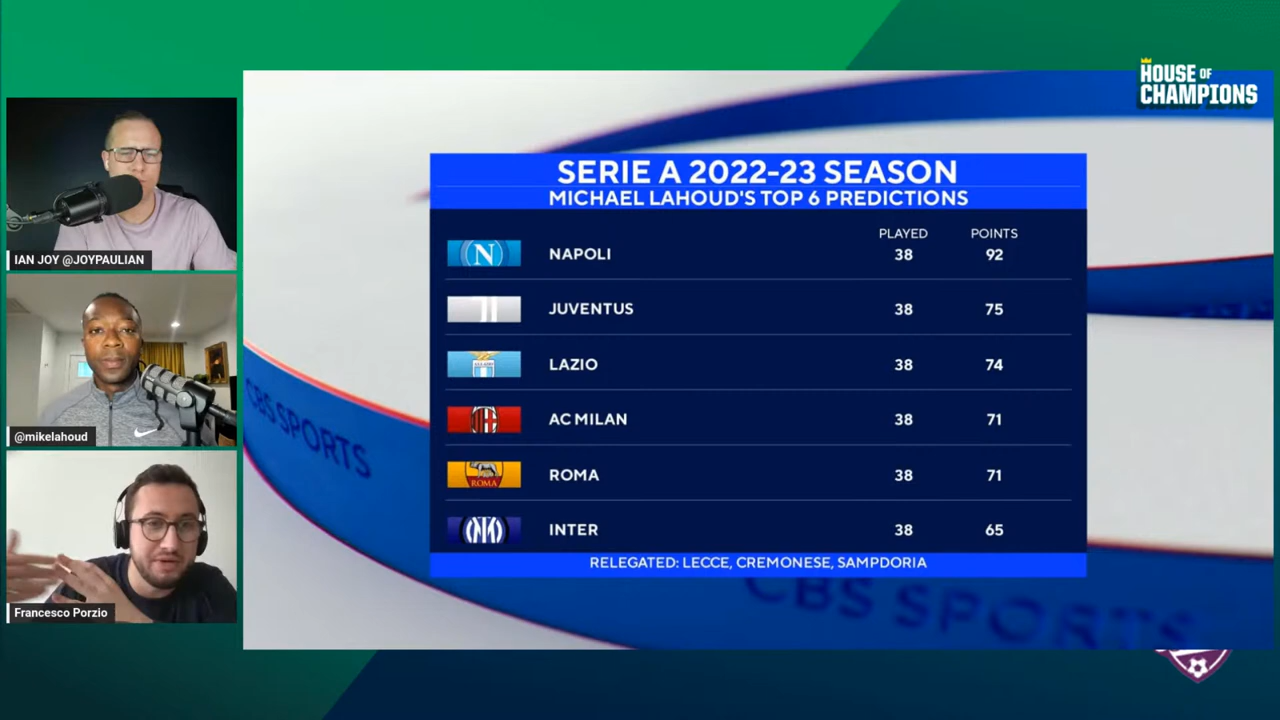 HOUSE OF
CHAMPIONS
SERIE A 2022-23 SEASON
MICHAEL LAHOUD'S TOP 6 PREDICTIONS
PLAYED POINTS
N NAPOLI 38 92
JUVENTUS 38 75
LAZIO 38 74
AC MILAN 38 71
ROMA ROMA 38 71
INTER 38 65
RELEGATED: LECCE, CREMONESE, SAMPDORIA
IAN JOY @JOYPAULIAN
@mikelahoud
Francesco Porzio
CBS SPORTS
CBS SPORTS